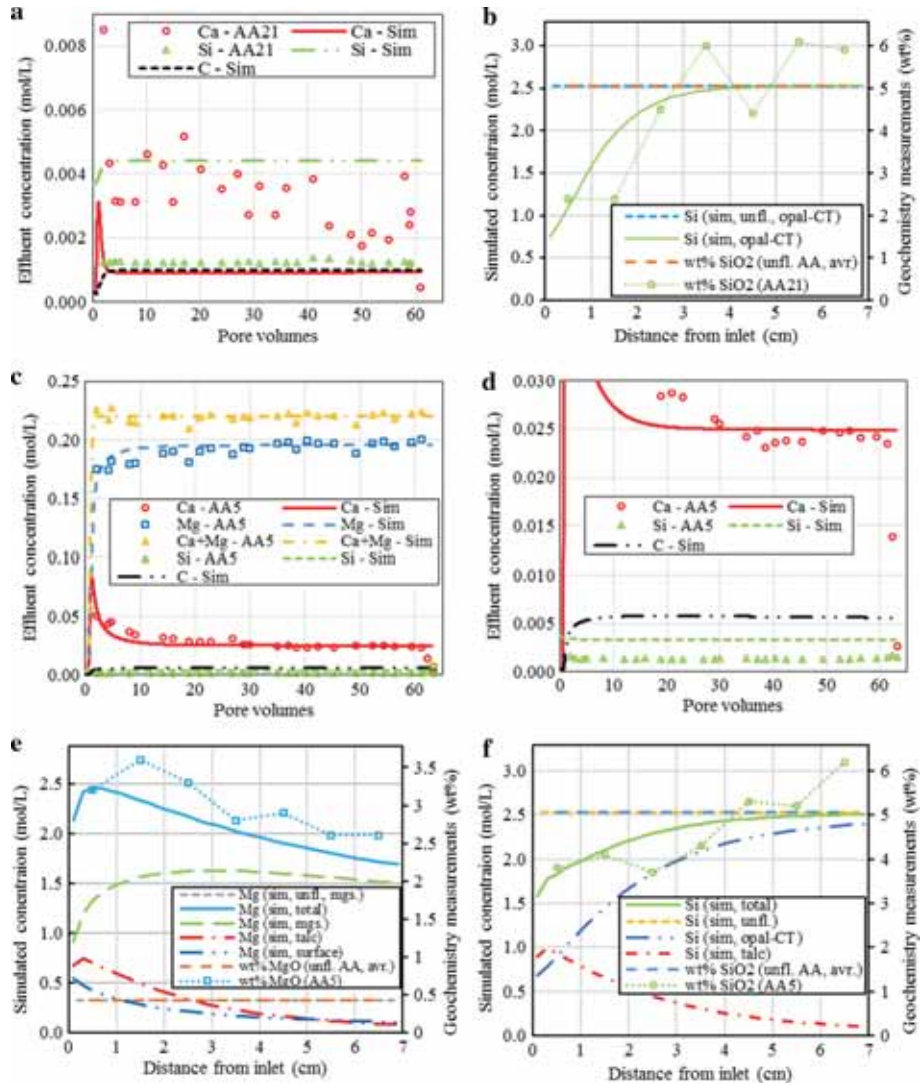 a
0.008
0.006
0.004
0.002
0.000
Effluent concentration (mol/L)
Ca - AA21
Ca - Sim
Si - AA21
Si - Sim
C - Sim
0 10 20 30 40 50 60
Pore volumes
b
3.0
2.5
2.0
1.5
1.0
0.5
0.0
Simulated concentraion (mol/L)
Si (sim, unfl., opal-CT)
Si (sim, opal-CT)
wt% SiO2 (unfl. AA, avr)
wt% SiO2 (AA21)
6
5
4
3
2
1
0
Geochemistry measurements (wt%)
0 1 2 3 4 5 6 7
Distance from inlet (cm)
c
0.25
0.20
0.15
0.10
0.05
0.00
Effluent concentration (mol/L)
Ca - AA5
Ca - Sim
Mg - AA5
Mg - Sim
Ca+Mg - AA5
Ca+Mg - Sim
Si - AA5
Si - Sim
C - Sim
0 10 20 30 40 50 60
Pore volumes
d
0.030
0.025
0.020
0.015
0.010
0.005
0.000
Effluent concentration (mol/L)
Ca - AA5
Ca - Sim
Si - AA5
Si - Sim
C - Sim
0 10 20 30 40 50 60
Pore volumes
e
3.0
2.5
2.0
1.5
1.0
0.5
0.0
Simulated concentraion (mol/L)
Mg (sim, unfl., mgs.)
Mg (sim, total)
Mg (sim, mgs.)
Mg (sim, talc)
Mg (sim, surface)
wt% MgO (unfl. AA, avr.)
wt% MgO (AA5)
3.5
3
2.5
2
1.5
1
0.5
0
Geochemistry measurements (wt%)
0 1 2 3 4 5 6 7
Distance from inlet (cm)
f
3.0
2.5
2.0
1.5
1.0
0.5
0.0
Simulated concentraion (mol/L)
Si (sim, total)
Si (sim, unfl.)
Si (sim, opal-CT)
Si (sim, talc)
wt% SiO2 (unfl. AA, avr.)
wt% SiO2 (AA5)
6
5
4
3
2
1
0
Geochemistry measurements (wt%)
0 1 2 3 4 5 6 7
Distance from inlet (cm)